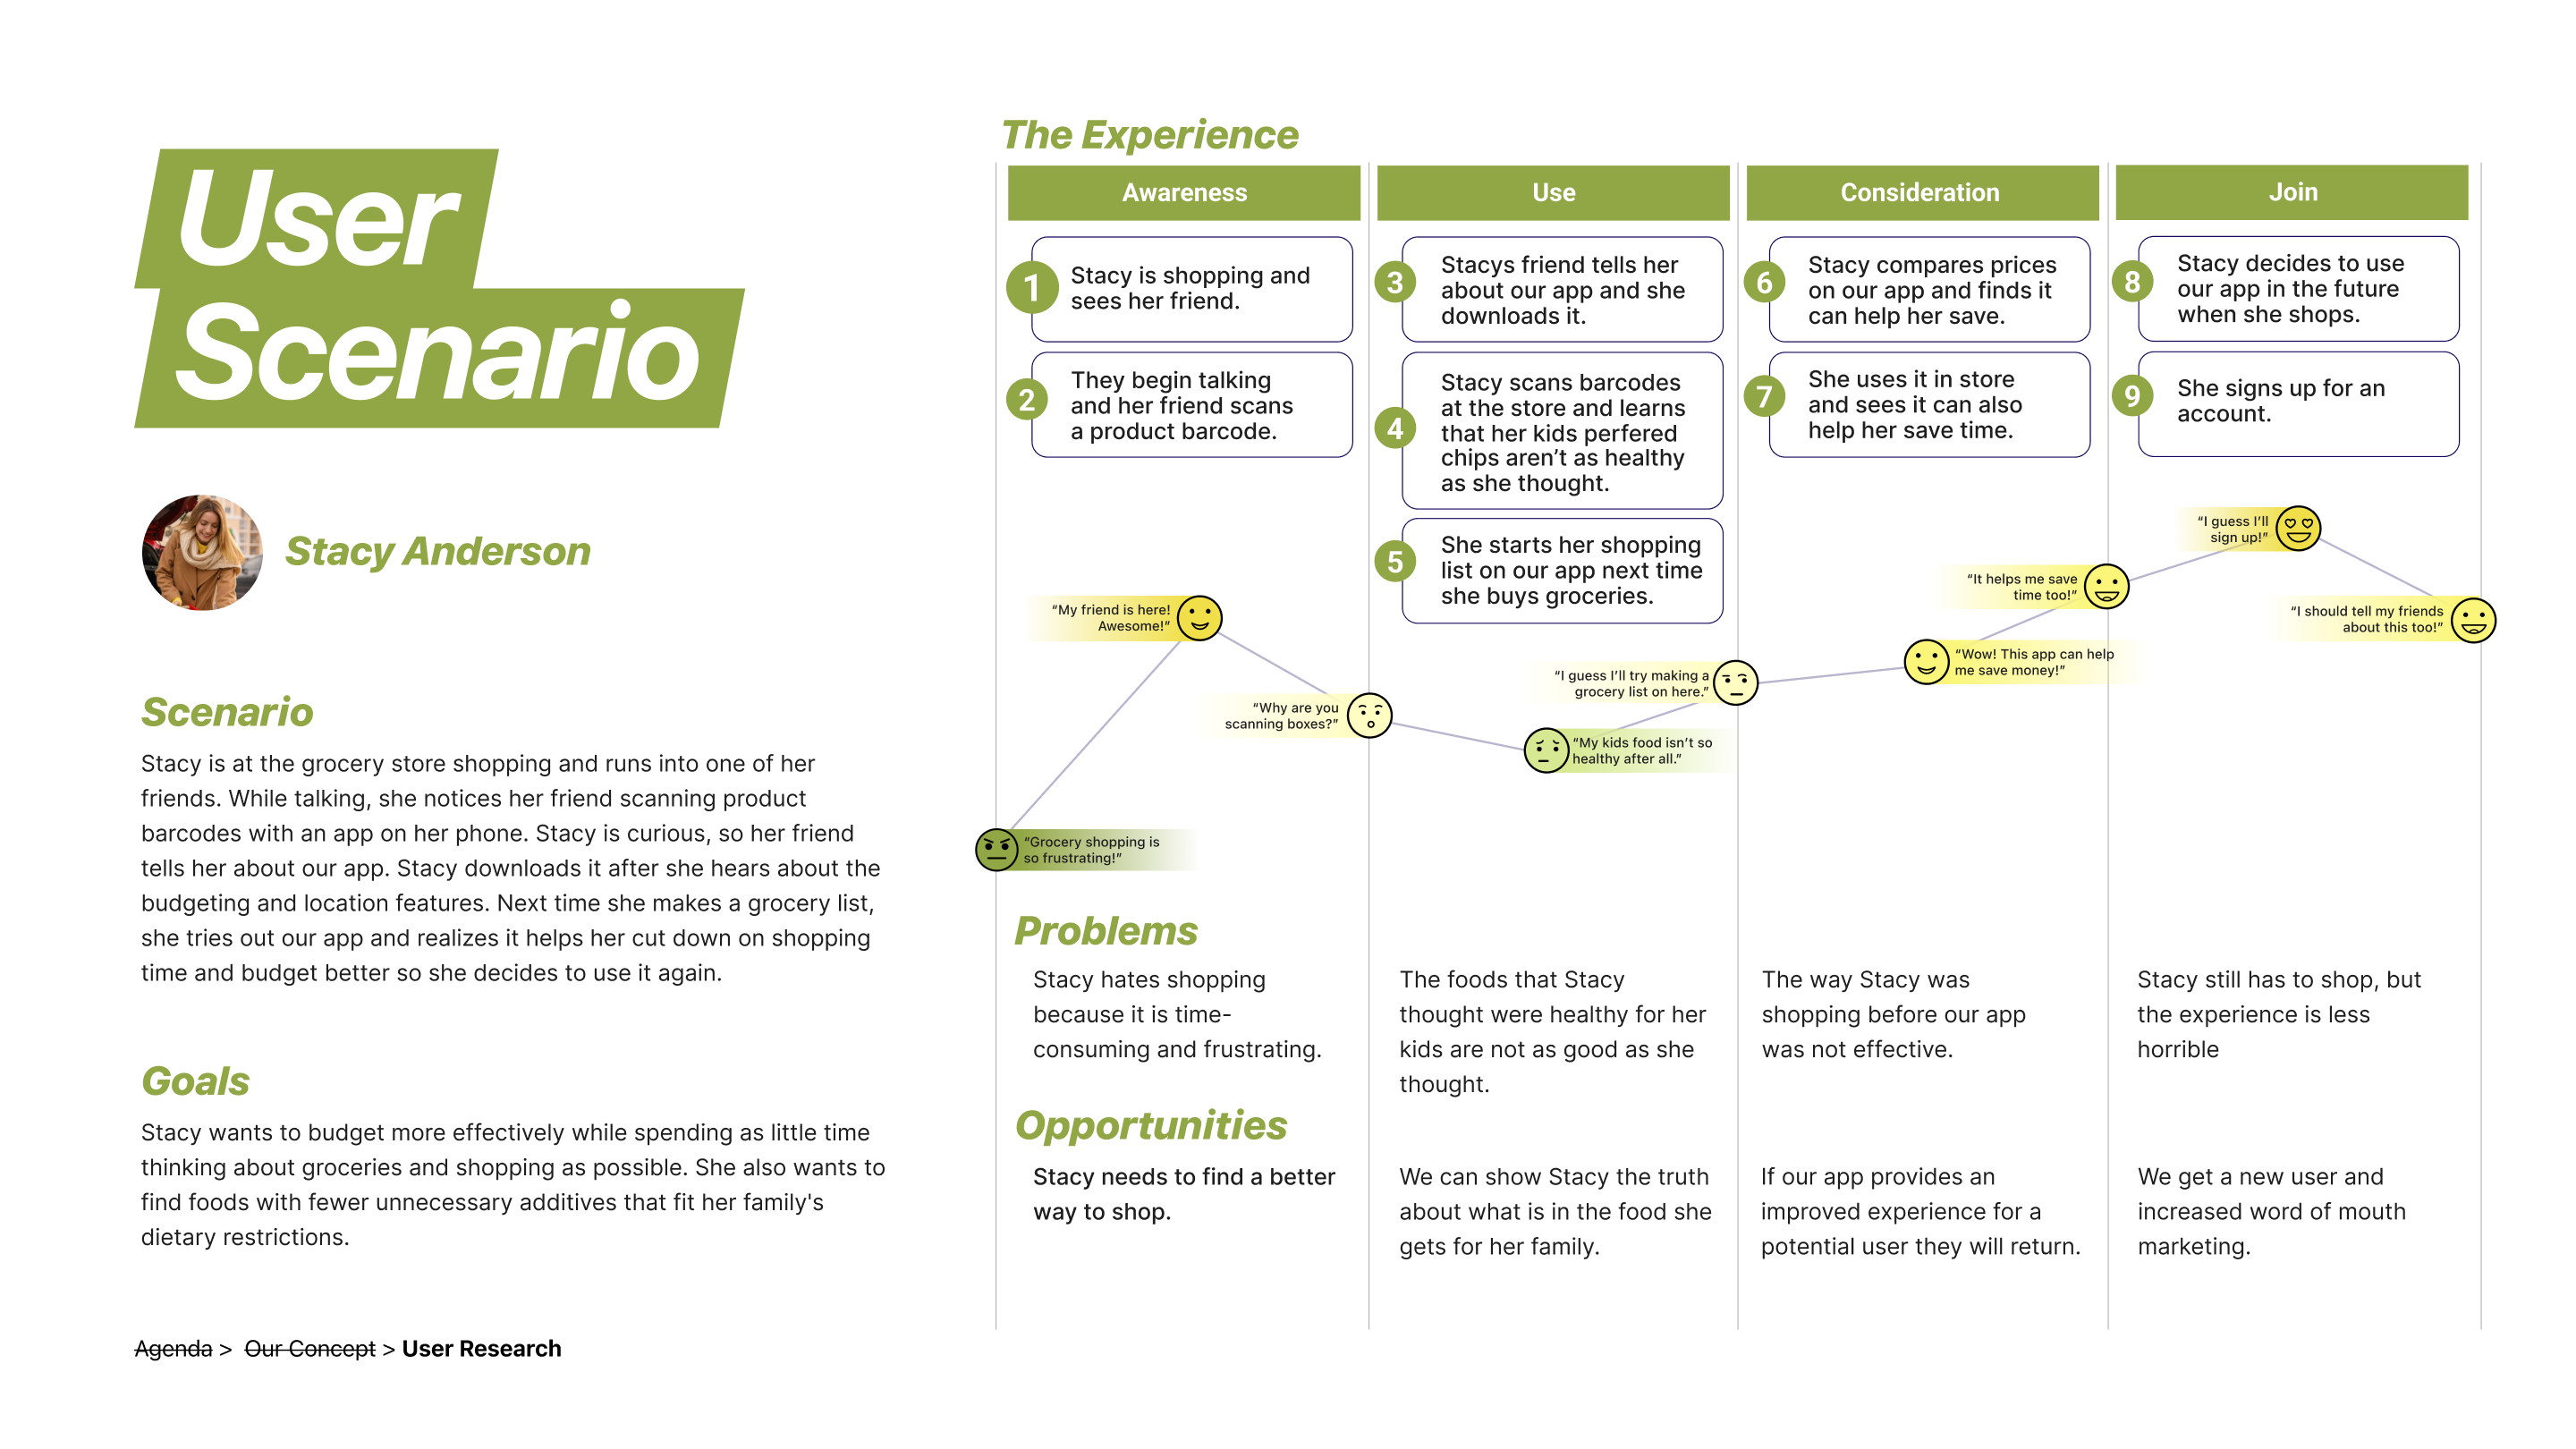 User
Scenario
Stacy Anderson
Scenario
Stacy is at the grocery store shopping and runs into one of her
friends. While talking, she notices her friend scanning product
barcodes with an app on her phone. Stacy is curious, so her friend
tells her about our app. Stacy downloads it after she hears about the
budgeting and location features. Next time she makes a grocery list,
she tries out our app and realizes it helps her cut down on shopping
time and budget better so she decides to use it again.
Goals
Stacy wants to budget more effectively while spending as little time
thinking about groceries and shopping as possible. She also wants to
find foods with fewer unnecessary additives that fit her family's
dietary restrictions.
Agenda > Our Concept > User Research
The Experience
Awareness
1
Stacy is shopping and
sees her friend.
2
They begin talking
and her friend scans
a product barcode.
Use
3
Stacys friend tells her
about our app and she
downloads it.
4
Stacy scans barcodes
at the store and learns
that her kids perfered
chips aren’t as healthy
as she thought.
5
She starts her shopping
list on our app next time
she buys groceries.
Consideration
6
Stacy compares prices
on our app and finds it
can help her save.
7
She uses it in store
and sees it can also
help her save time.
Join
8
Stacy decides to use
our app in the future
when she shops.
9
She signs up for an
account.
“Grocery shopping is
so frustrating!”
“My friend is here!
Awesome!”
“Why are you
scanning boxes?”
“My kids food isn’t so
healthy after all.”
“I guess I’ll try making a
grocery list on here.”
“Wow! This app can help
me save money!”
“It helps me save
time too!”
“I guess I’ll
sign up!”
“I should tell my friends
about this too!”
Problems
Stacy hates shopping
because it is time-
consuming and frustrating.
The foods that Stacy
thought were healthy for her
kids are not as good as she
thought.
The way Stacy was
shopping before our app
was not effective.
Stacy still has to shop, but
the experience is less
horrible
Opportunities
Stacy needs to find a better
way to shop.
We can show Stacy the truth
about what is in the food she
gets for her family.
If our app provides an
improved experience for a
potential user they will return.
We get a new user and
increased word of mouth
marketing.